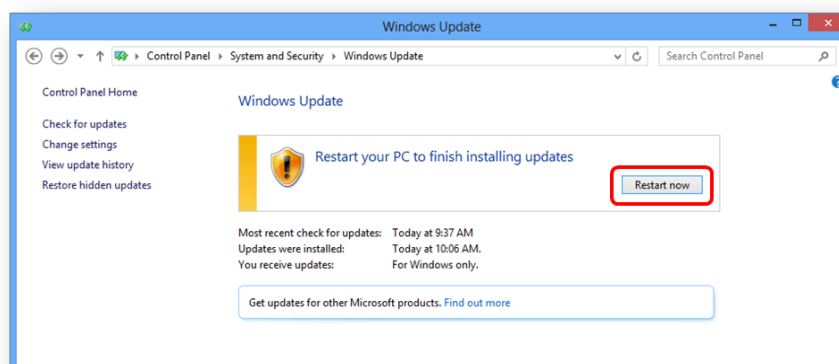 Windows Update
Control Panel
System and Security
Windows Update
Search Control Panel
Control Panel Home
Check for updates
Change settings
View update history
Restore hidden updates
Windows Update
Restart your PC to finish installing updates
Restart now
Most recent check for updates: Today at 9:37 AM
Updates were installed: Today at 10:06 AM.
You receive updates: For Windows only.
Get updates for other Microsoft products. Find out more